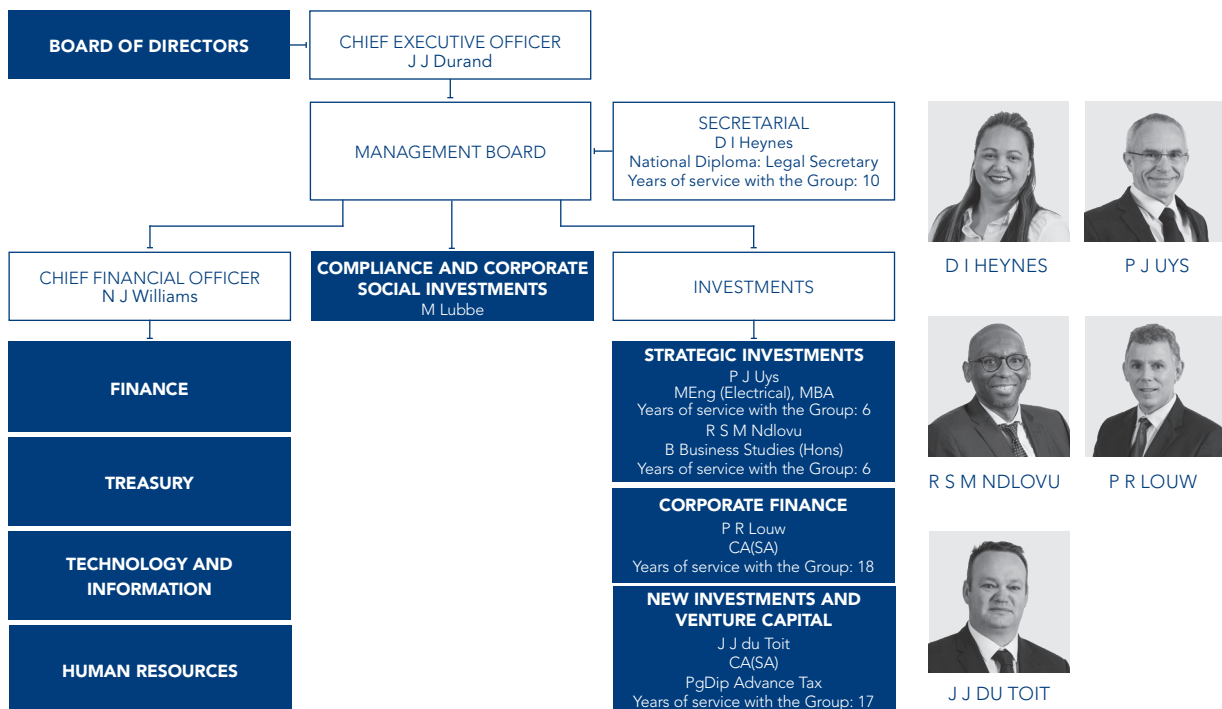 BOARD OF DIRECTORS
CHIEF EXECUTIVE OFFICER
J J Durand
MANAGEMENT BOARD
SECRETARIAL
D I Heynes
National Diploma: Legal Secretary
Years of service with the Group: 10
CHIEF FINANCIAL OFFICER
N J Williams
COMPLIANCE AND CORPORATE
SOCIAL INVESTMENTS
M Lubbe
INVESTMENTS
FINANCE
TREASURY
TECHNOLOGY AND
INFORMATION
HUMAN RESOURCES
STRATEGIC INVESTMENTS
P J Uys
MEng (Electrical), MBA
Years of service with the Group: 6
R S M Ndlovu
B Business Studies (Hons)
Years of service with the Group: 6
CORPORATE FINANCE
P R Louw
CA(SA)
Years of service with the Group: 18
NEW INVESTMENTS AND
VENTURE CAPITAL
J J du Toit
CA(SA)
PgDip Advance Tax
Years of service with the Group: 17
D I HEYNES
P J UYS
R S M NDLOVU
P R LOUW
J J DU TOIT